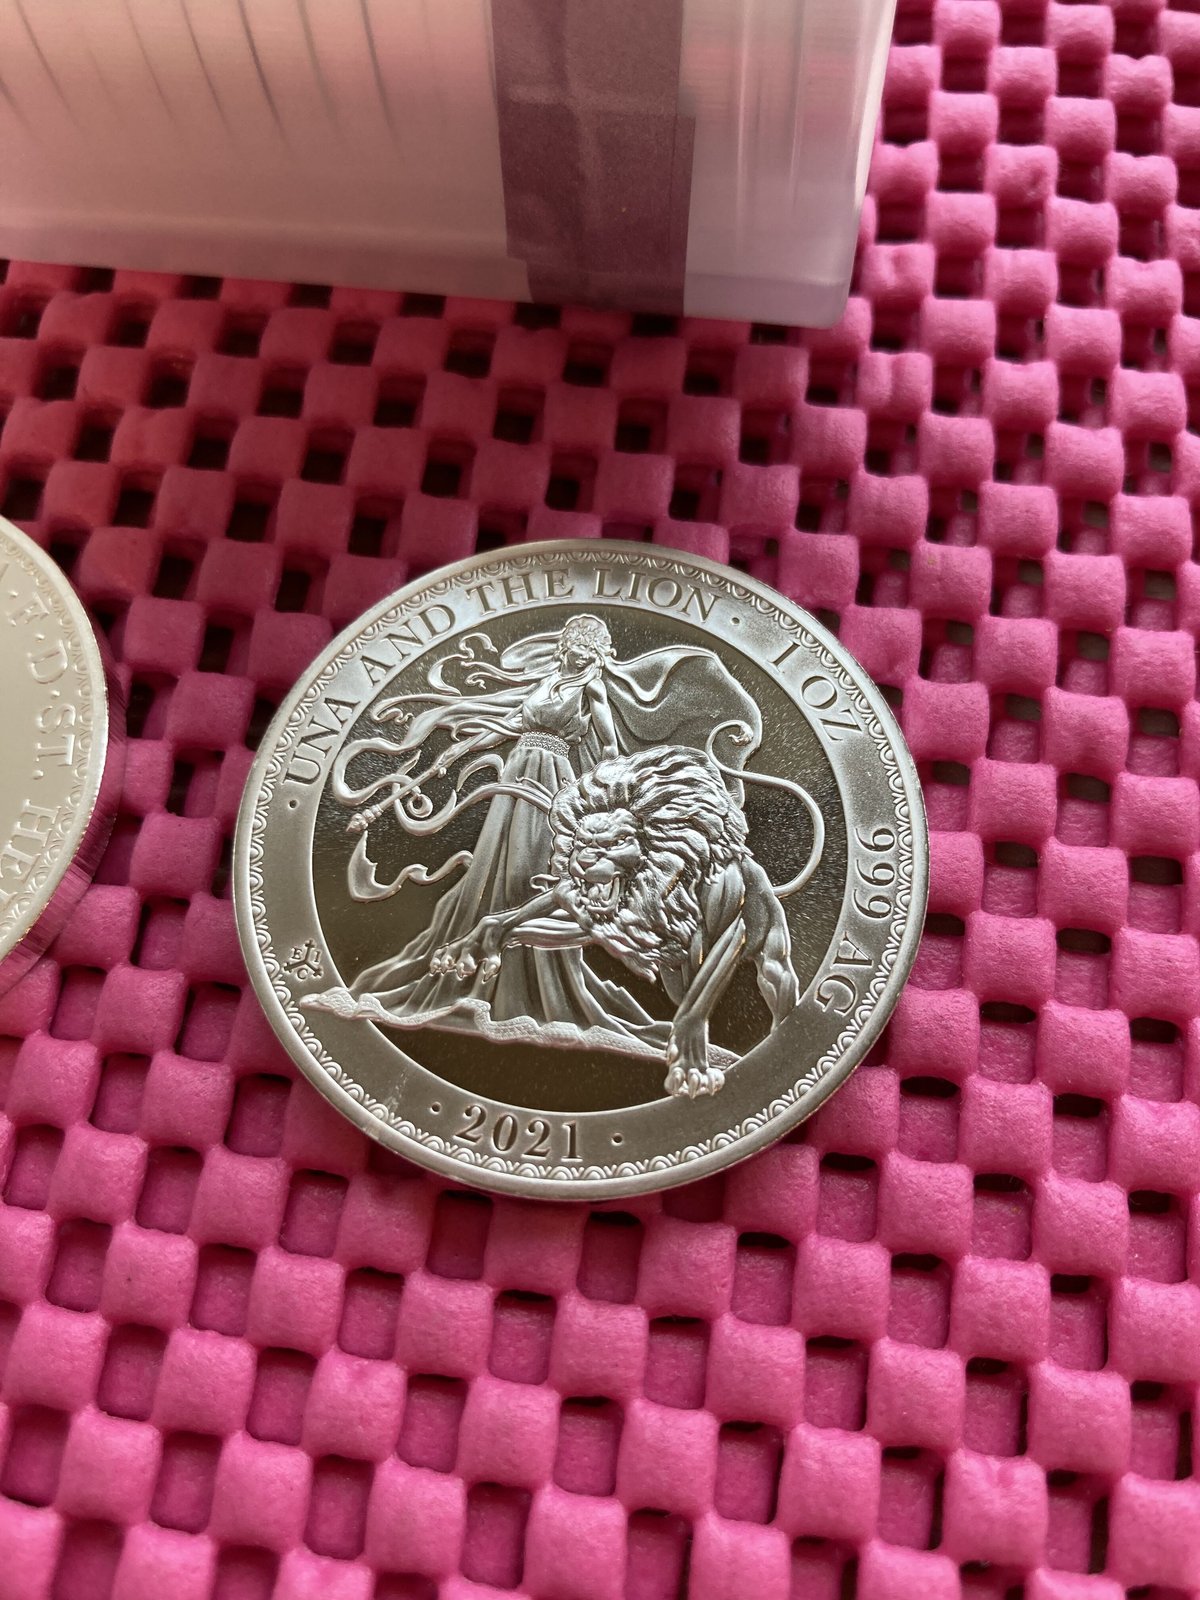 · UNA AND THE LION · 1 OZ 999 AG
E I
C
· 2021 ·
· F · D · ST · HE